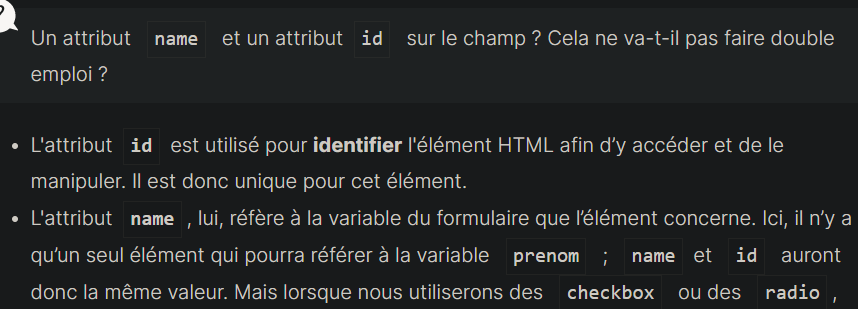 Un attribut name et un attribut id sur le champ ? Cela ne va-t-il pas faire double
emploi ?
• L'attribut id est utilisé pour identifier l'élément HTML afin d’y accéder et de le
manipuler. Il est donc unique pour cet élément.
• L'attribut name , lui, réfère à la variable du formulaire que l’élément concerne. Ici, il n’y a
qu’un seul élément qui pourra référer à la variable prenom ; name et id auront
donc la même valeur. Mais lorsque nous utiliserons des checkbox ou des radio ,